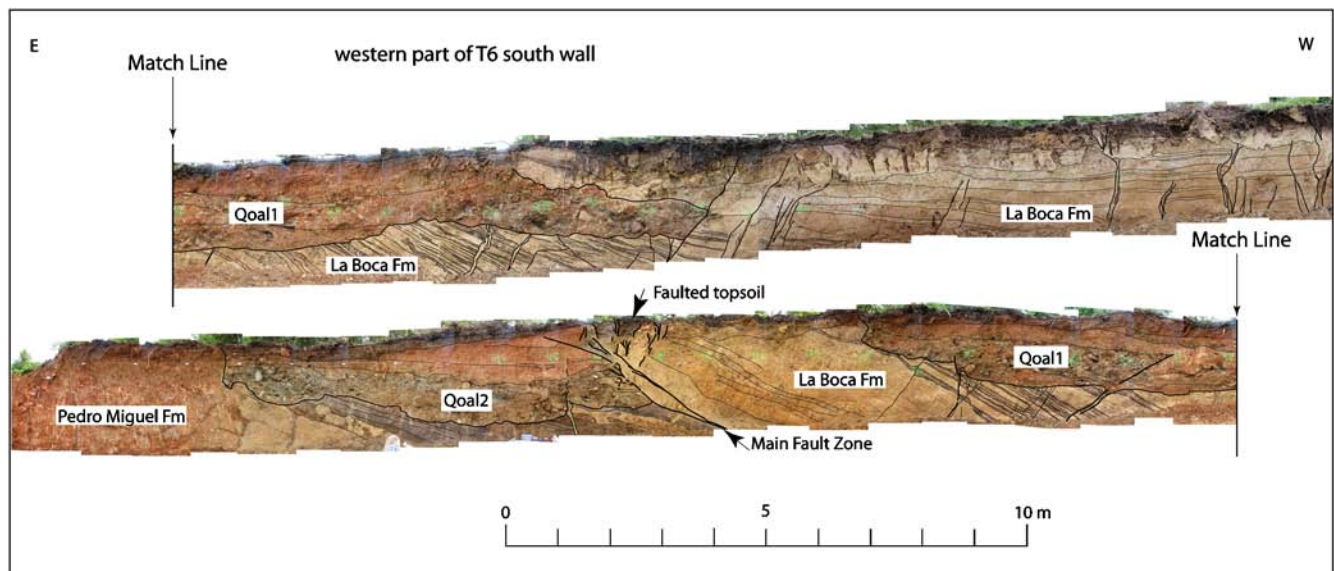 E
W
western part of T6 south wall
Match Line
Qoal1
La Boca Fm
La Boca Fm
Match Line
Faulted topsoil
Qoal1
La Boca Fm
Qoal2
Pedro Miguel Fm
Main Fault Zone
0 5 10 m